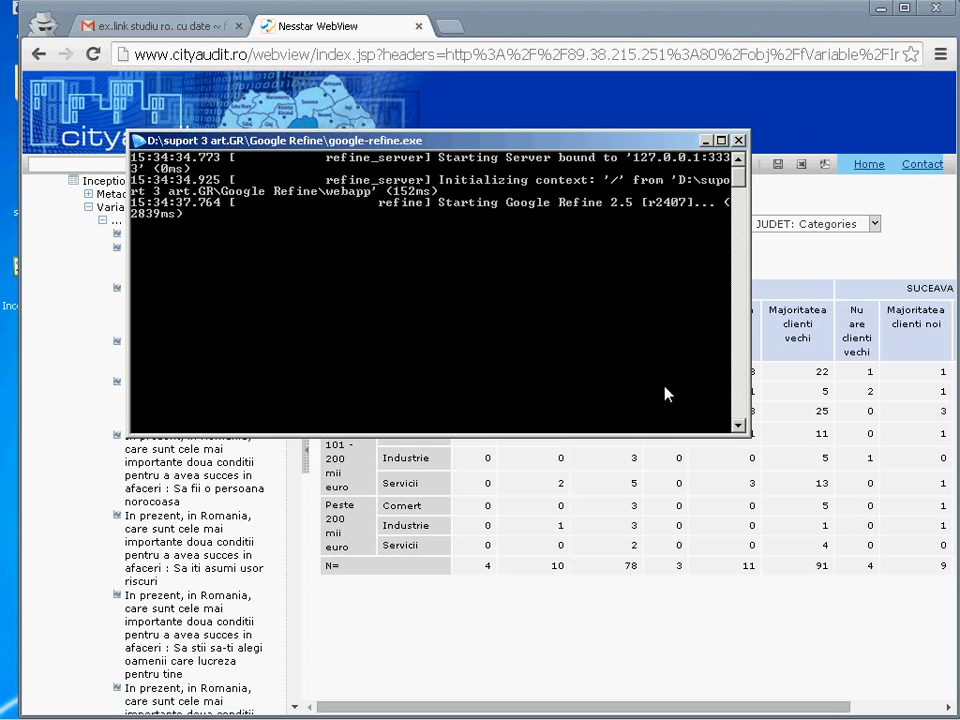 ex.link studiu ro. cu date ~ f
Nesstar WebView
www.cityaudit.ro/webview/index.jsp?headers=http%3A%2F%2F89.38.215.251%3A80%2Fobj%2FfVariable%2FIr
D:\suport 3 art.GR\Google Refine\google-refine.exe
15:34:34.773 [ refine_server] Starting Server bound to '127.0.0.1:333
3' (0ms)
15:34:34.925 [ refine_server] Initializing context: '/' from 'D:\supo
rt 3 art.GR\Google Refine\webapp' (152ms)
15:34:37.764 [ refine] Starting Google Refine 2.5 [r2407]... (
2839ms)
Home Contact
Inceptio
Metac
Varia
...
JUDET: Categories
SUCEAVA
Majoritatea
clienti
vechi
Nu
are
clienti
vechi
Majoritatea
clienti noi
22 1 1
5 2 1
25 0 3
11 0 1
101 -
200
mii
euro
Industrie 0 0 3 0 0 5 1 0
Servicii 0 2 5 0 3 13 0 1
Peste
200
mii
euro
Comert 0 0 3 0 0 5 0 1
Industrie 0 1 3 0 0 1 0 1
Servicii 0 0 2 0 0 4 0 0
N= 4 10 78 3 11 91 4 9
In prezent, in Romania,
care sunt cele mai
importante doua conditii
pentru a avea succes in
afaceri : Sa fii o persoana
norocoasa
In prezent, in Romania,
care sunt cele mai
importante doua conditii
pentru a avea succes in
afaceri : Sa iti asumi usor
riscuri
In prezent, in Romania,
care sunt cele mai
importante doua conditii
pentru a avea succes in
afaceri : Sa stii sa-ti alegi
oamenii care lucreza
pentru tine
In prezent, in Romania,
care sunt cele mai